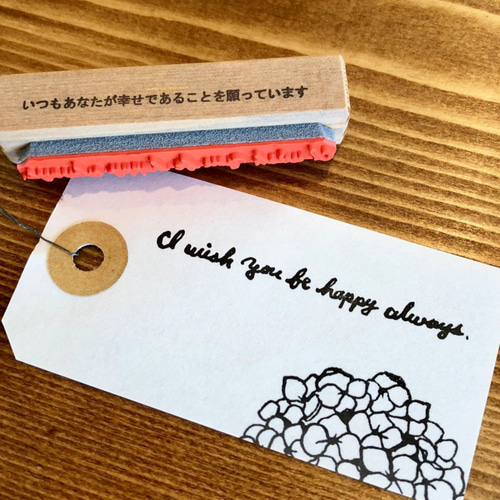 いつもあなたが幸せであることを願っています
I wish you be happy always.